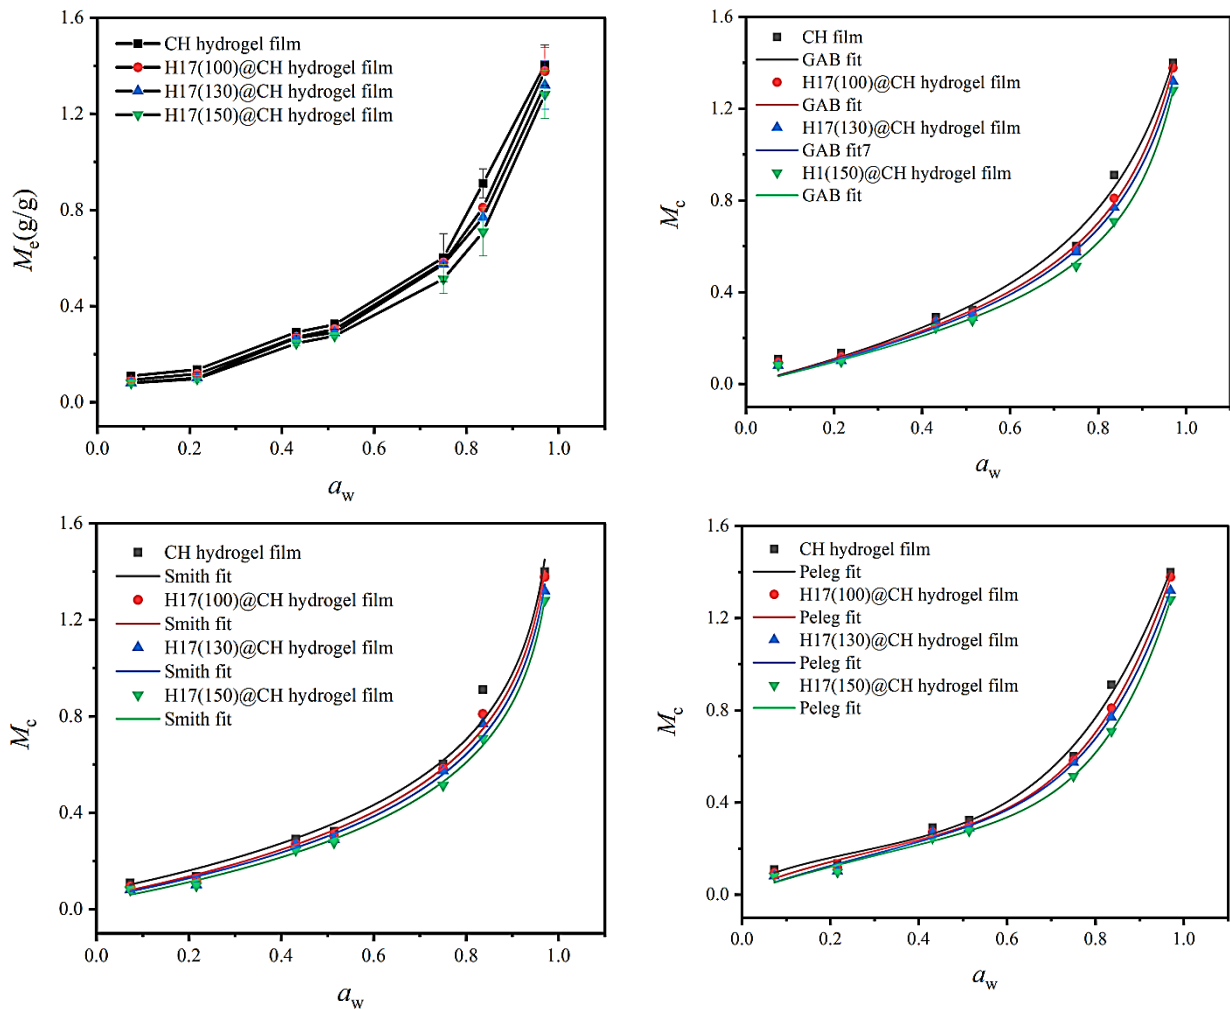 1.6
1.2
0.8
0.4
0.0
0.0
0.2
0.4
0.6
0.8
1.0
Me(g/g)
aw
CH hydrogel film
H17(100)@CH hydrogel film
H17(130)@CH hydrogel film
H17(150)@CH hydrogel film
1.6
1.2
0.8
0.4
0.0
0.0
0.2
0.4
0.6
0.8
1.0
Mc
aw
CH film
GAB fit
H17(100)@CH hydrogel film
GAB fit
H17(130)@CH hydrogel film
GAB fit7
H1(150)@CH hydrogel film
GAB fit
1.6
1.2
0.8
0.4
0.0
0.0
0.2
0.4
0.6
0.8
1.0
Mc
aw
CH hydrogel film
Smith fit
H17(100)@CH hydrogel film
Smith fit
H17(130)@CH hydrogel film
Smith fit
H17(150)@CH hydrogel film
Smith fit
1.6
1.2
0.8
0.4
0.0
0.0
0.2
0.4
0.6
0.8
1.0
Mc
aw
CH hydrogel film
Peleg fit
H17(100)@CH hydrogel film
Peleg fit
H17(130)@CH hydrogel film
Peleg fit
H17(150)@CH hydrogel film
Peleg fit